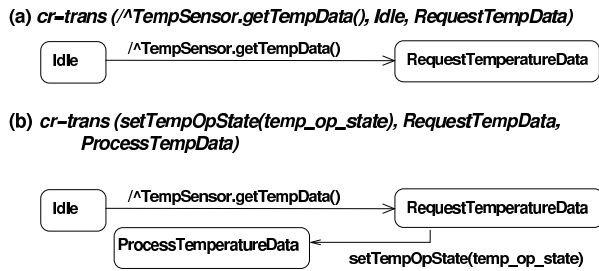 (a) cr-trans (/^TempSensor.getTempData(), Idle, RequestTempData)
/^TempSensor.getTempData()
Idle
RequestTemperatureData
(b) cr-trans (setTempOpState(temp_op_state), RequestTempData,
ProcessTempData)
/^TempSensor.getTempData()
Idle
RequestTemperatureData
ProcessTemperatureData
setTempOpState(temp_op_state)